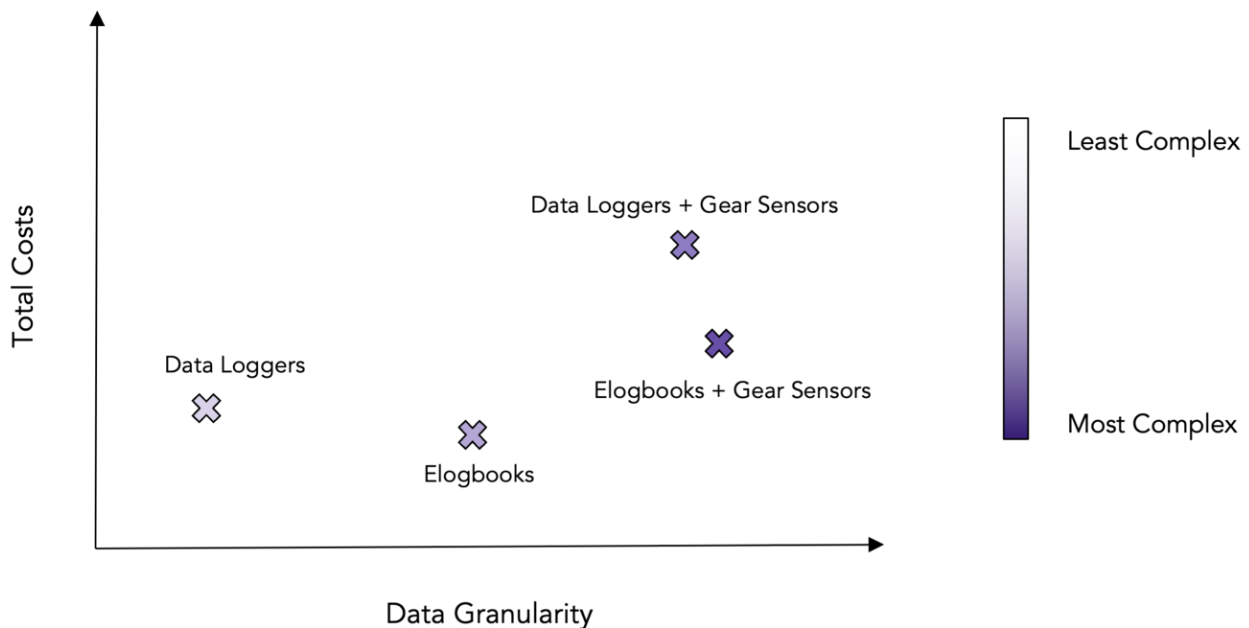 Total Costs
Data Loggers + Gear Sensors
Data Loggers
Elogbooks + Gear Sensors
Elogbooks
Data Granularity
Least Complex
Most Complex